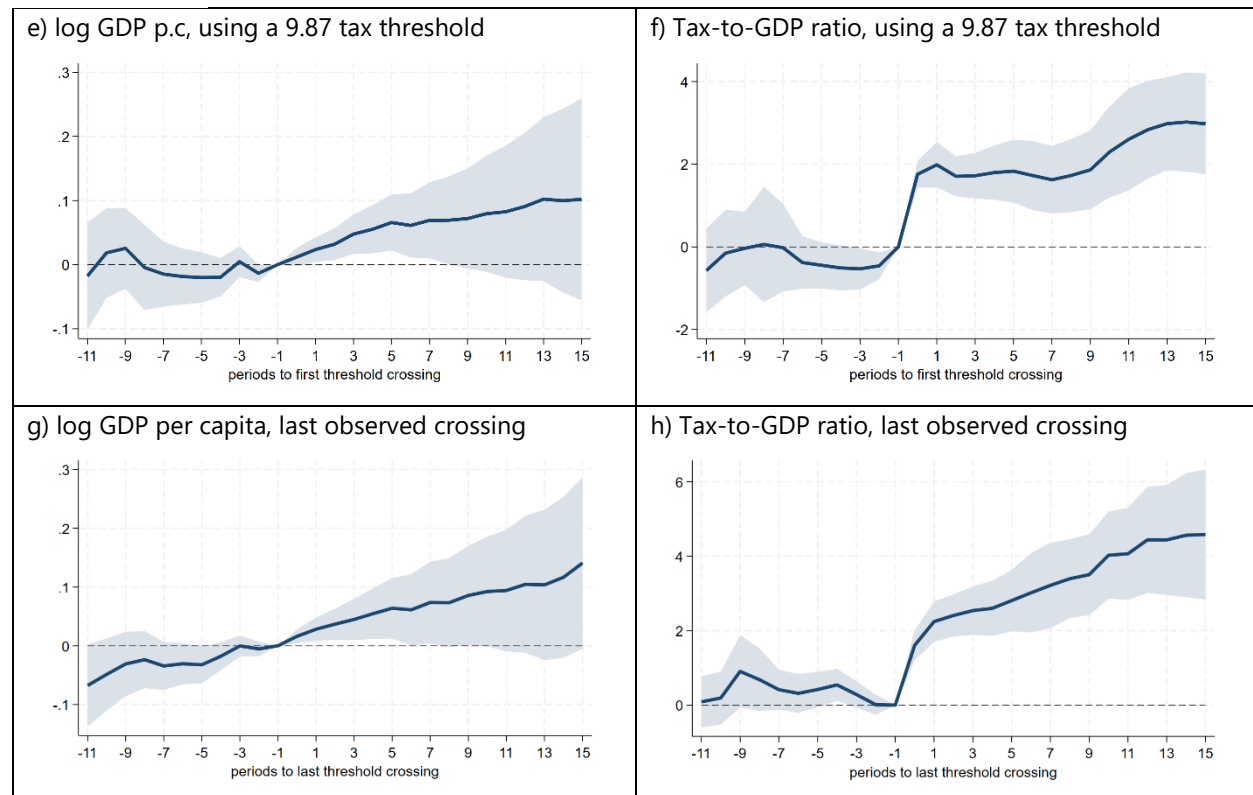 e) log GDP p.c, using a 9.87 tax threshold
.3
.2
.1
0
-.1
-11 -9 -7 -5 -3 -1 1 3 5 7 9 11 13 15
periods to first threshold crossing
f) Tax-to-GDP ratio, using a 9.87 tax threshold
4
2
0
-2
-11 -9 -7 -5 -3 -1 1 3 5 7 9 11 13 15
periods to first threshold crossing
g) log GDP per capita, last observed crossing
.3
.2
.1
0
-.1
-11 -9 -7 -5 -3 -1 1 3 5 7 9 11 13 15
periods to last threshold crossing
h) Tax-to-GDP ratio, last observed crossing
6
4
2
0
-11 -9 -7 -5 -3 -1 1 3 5 7 9 11 13 15
periods to last threshold crossing